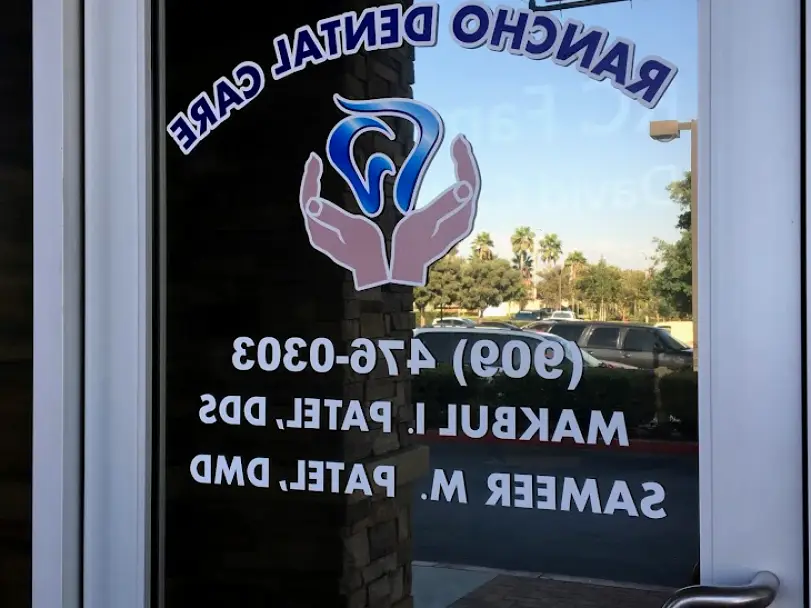 RANCHO DENTAL CARE
(909) 476-0303
MAKBUL I. PATEL, DDS
SAMEER M. PATEL, DMD